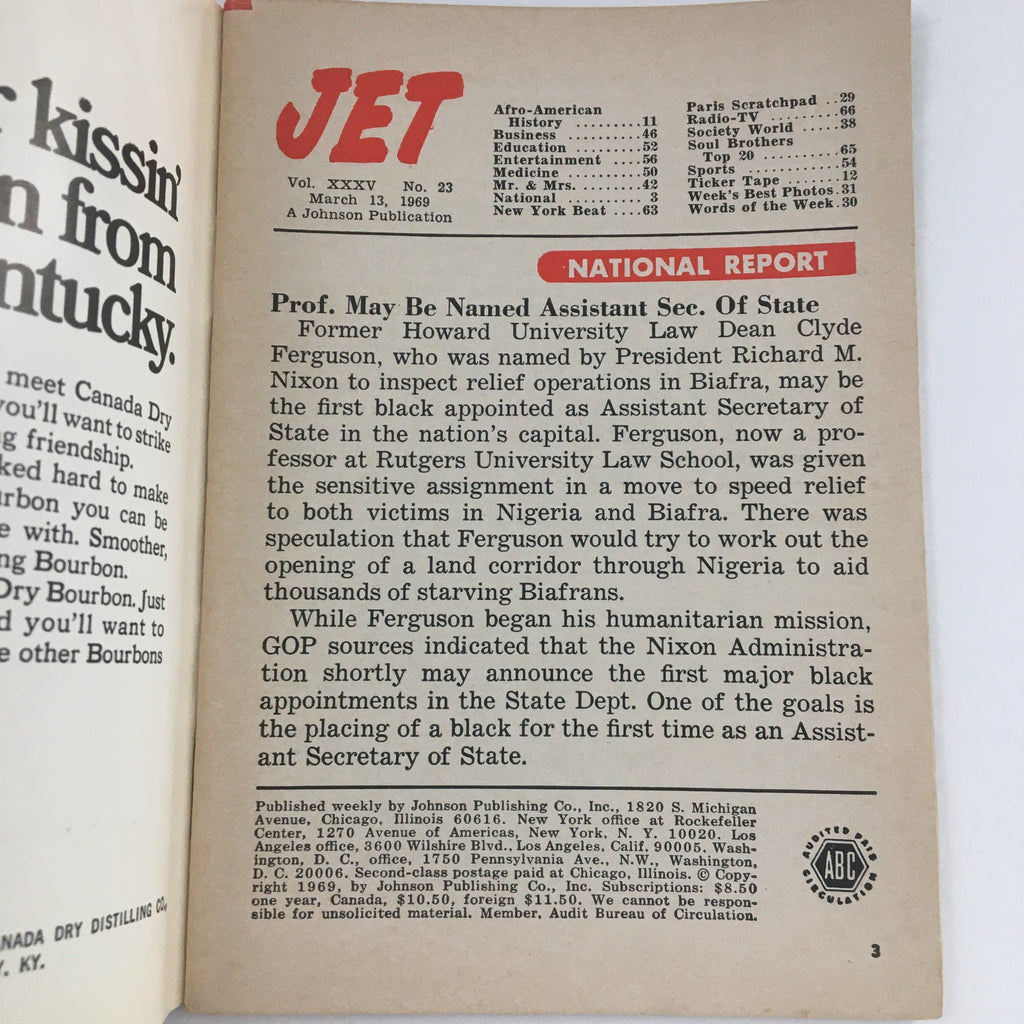 kissin'
from
meet Canada Dry
you'll want to strike
friendship.
hard to make
you can be
with. Smoother,
Bourbon.
Dry Bourbon. Just
you'll want to
other Bourbons
DRY DISTILLING CO.
KY.
JET
Vol. XXXV No. 23
March 13, 1969
A Johnson Publication
Afro-American
History .........11
Business ..........46
Education .........52
Entertainment ....56
Medicine ..........50
Mr. & Mrs. ........42
National .......... 3
New York Beat ....63
Paris Scratchpad ..29
Radio-TV .........66
Society World .....38
Soul Brothers
Top 20 ..........65
Sports ............54
Ticker Tape .......12
Week's Best Photos.31
Words of the Week.30
NATIONAL REPORT
Prof. May Be Named Assistant Sec. Of State
Former Howard University Law Dean Clyde
Ferguson, who was named by President Richard M.
Nixon to inspect relief operations in Biafra, may be
the first black appointed as Assistant Secretary of
State in the nation's capital. Ferguson, now a pro-
fessor at Rutgers University Law School, was given
the sensitive assignment in a move to speed relief
to both victims in Nigeria and Biafra. There was
speculation that Ferguson would try to work out the
opening of a land corridor through Nigeria to aid
thousands of starving Biafrans.
While Ferguson began his humanitarian mission,
GOP sources indicated that the Nixon Administra-
tion shortly may announce the first major black
appointments in the State Dept. One of the goals is
the placing of a black for the first time as an Assist-
ant Secretary of State.
Published weekly by Johnson Publishing Co., Inc., 1820 S. Michigan
Avenue, Chicago, Illinois 60616. New York office at Rockefeller
Center, 1270 Avenue of Americas, New York, N. Y. 10020. Los
Angeles office, 3600 Wilshire Blvd., Los Angeles, Calif. 90005. Wash-
ington, D. C., office, 1750 Pennsylvania Ave., N.W., Washington,
D. C. 20006. Second-class postage paid at Chicago, Illinois. © Copy-
right 1969, by Johnson Publishing Co., Inc. Subscriptions: $8.50
one year, Canada, $10.50, foreign $11.50. We cannot be respon-
sible for unsolicited material. Member, Audit Bureau of Circulation.
AUDITED PAID
ABC
CIRCULATION
3